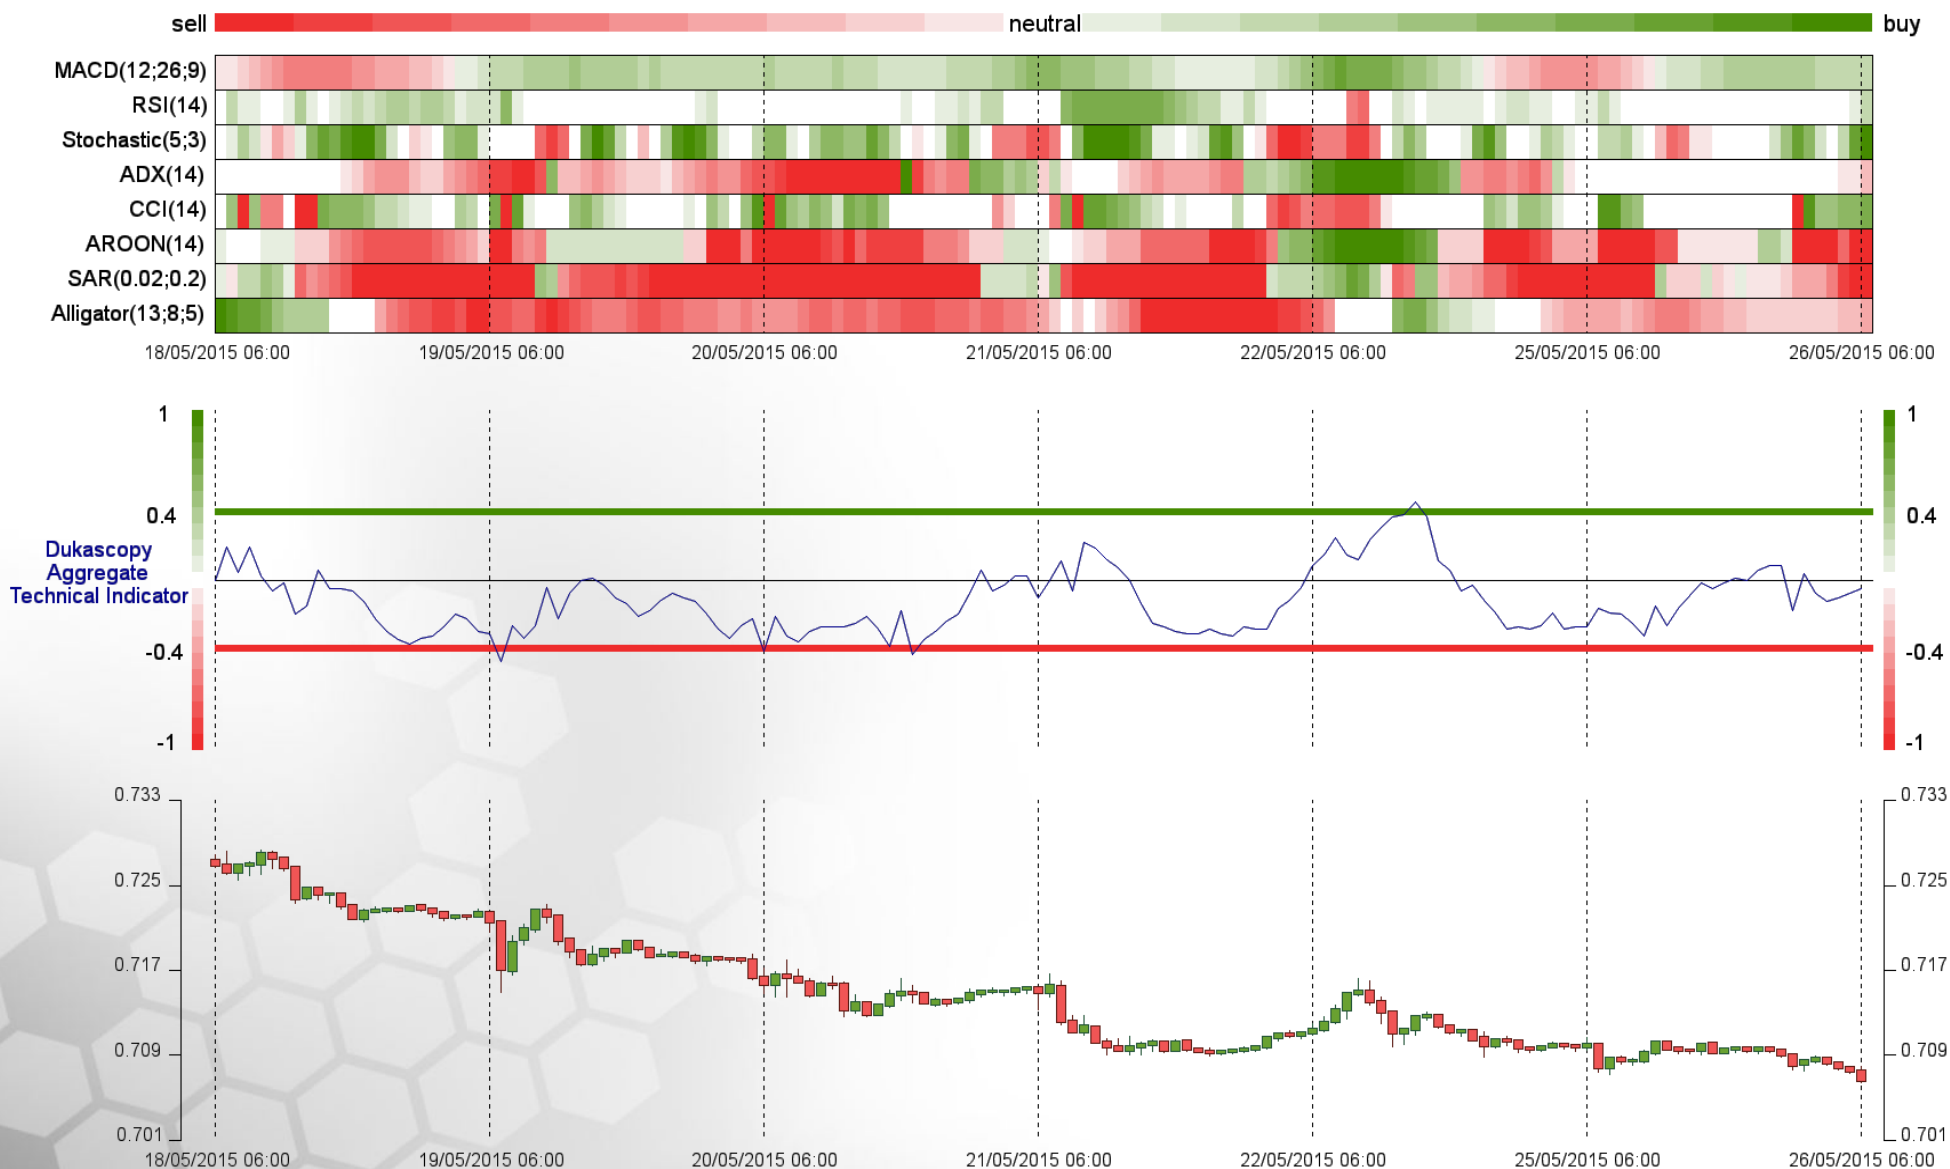 sell neutral buy
MACD(12;26;9)
RSI(14)
Stochastic(5;3)
ADX(14)
CCI(14)
AROON(14)
SAR(0.02;0.2)
Alligator(13;8;5)
18/05/2015 06:00 19/05/2015 06:00 20/05/2015 06:00 21/05/2015 06:00 22/05/2015 06:00 25/05/2015 06:00 26/05/2015 06:00
1 1
0.4 0.4
Dukascopy
Aggregate
Technical Indicator
-0.4 -0.4
-1 -1
0.733 0.733
0.725 0.725
0.717 0.717
0.709 0.709
0.701 0.701
18/05/2015 06:00 19/05/2015 06:00 20/05/2015 06:00 21/05/2015 06:00 22/05/2015 06:00 25/05/2015 06:00 26/05/2015 06:00